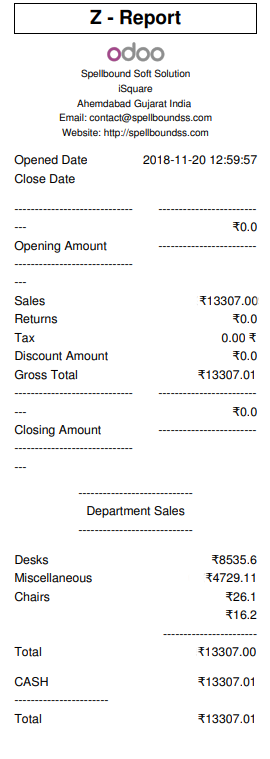 Z - Report
odoo
Spellbound Soft Solution
iSquare
Ahemdabad Gujarat India
Email: contact@spellboundss.com
Website: http://spellboundss.com
Opened Date 2018-11-20 12:59:57
Close Date
----------------------------- ------------------------
--- ₹0.0
Opening Amount ------------------------
-----------------------------
---
Sales ₹13307.00
Returns ₹0.0
Tax 0.00 ₹
Discount Amount ₹0.0
Gross Total ₹13307.01
----------------------------- ------------------------
--- ₹0.0
Closing Amount ------------------------
-----------------------------
---
----------------------------
Department Sales
----------------------------
Desks ₹8535.6
Miscellaneous ₹4729.11
Chairs ₹26.1
₹16.2
-----------------------
Total ₹13307.00
CASH ₹13307.01
-----------------------
Total ₹13307.01